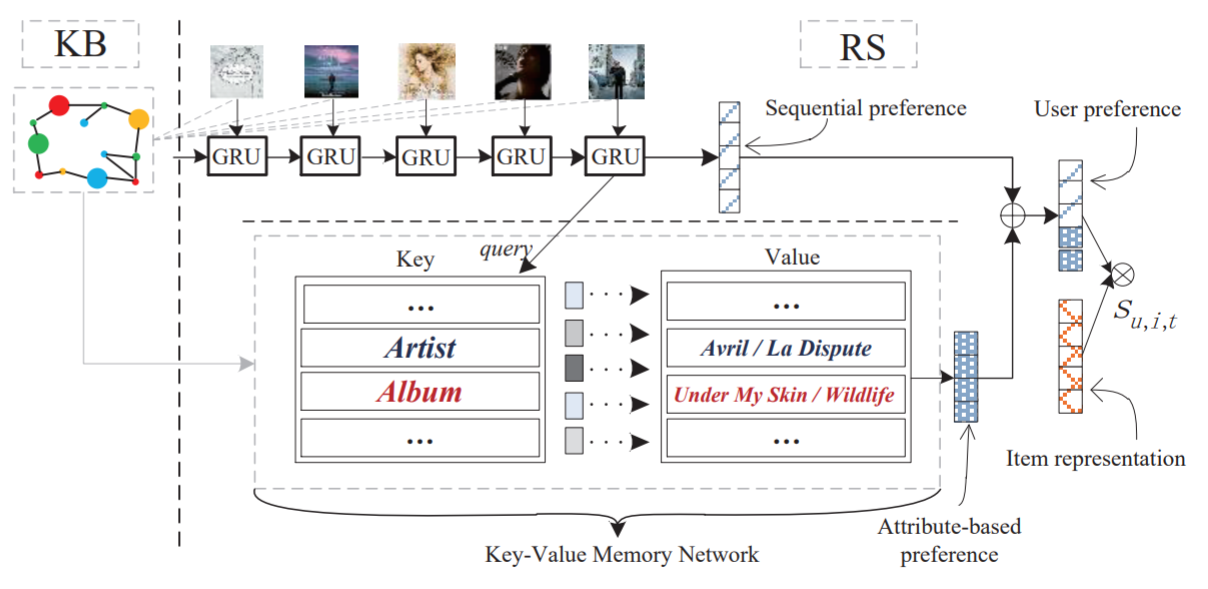 KB
RS
Sequential preference
User preference
GRU
GRU
GRU
GRU
GRU
query
Key
Value
...
...
Artist
Avril / La Dispute
Album
Under My Skin / Wildlife
...
...
S u,i,t
Item representation
Attribute-based
preference
Key-Value Memory Network